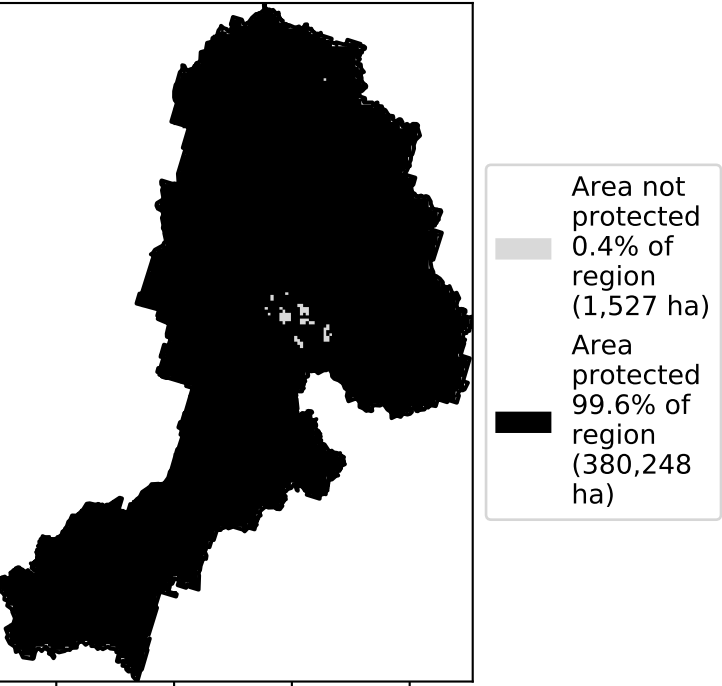 Area not
protected
0.4% of
region
(1,527 ha)
Area
protected
99.6% of
region
(380,248
ha)